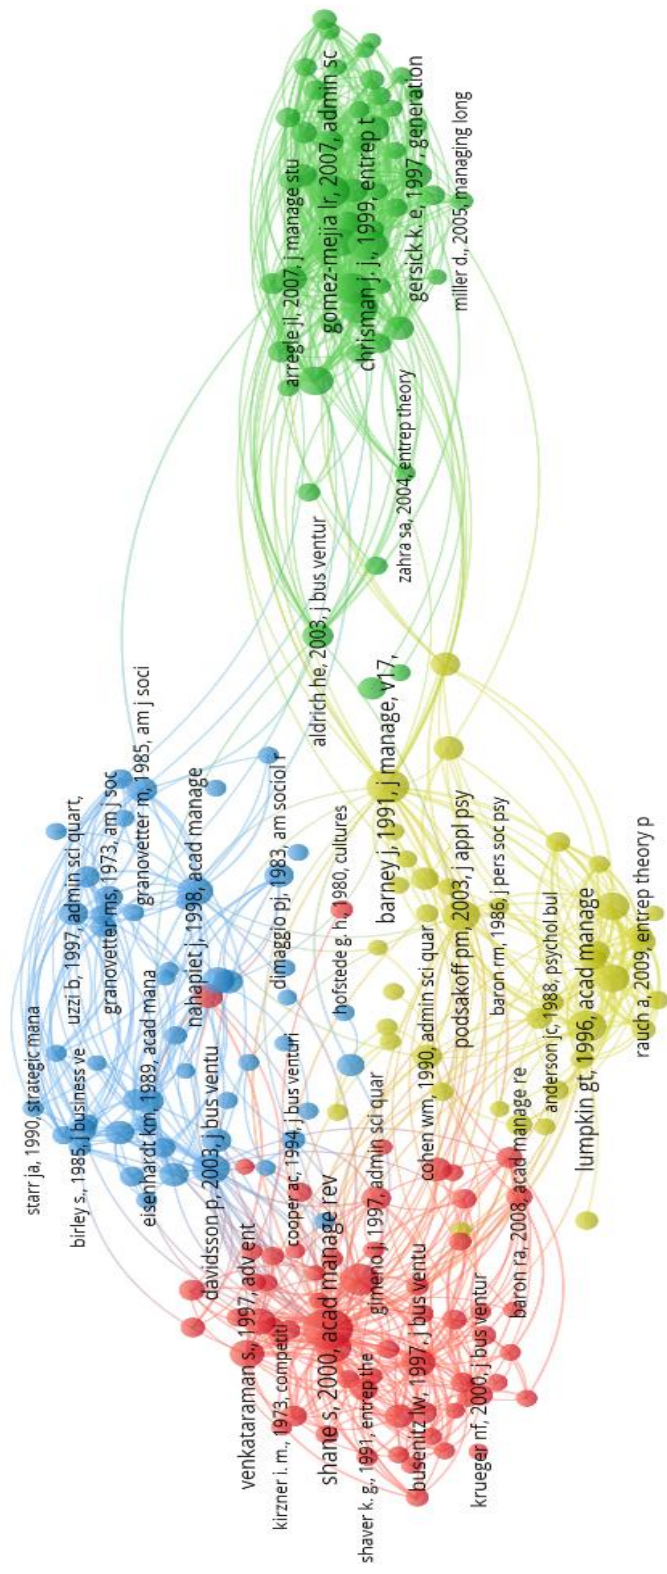 starr ja, 1990, strategic mana
birley s., 1985, j business ve
uzzi b, 1997, admin sci quart,
granovetter ms, 1973, am j soc
granovetter m, 1985, am j soci
eisenhardt km, 1989, acad mana
nahapiet j, 1998, acad manage
davidsson p, 2003, j bus ventu
dimaggio pj, 1983, am sociol r
venkataraman s., 1997, adv ent
cooper ac, 1994, j bus venturi
hofstede g. h., 1980, cultures
aldrich he, 2003, j bus ventur
arregle jl, 2007, j manage stu
kirzner i. m., 1973, competiti
shane s, 2000, acad manage rev
gimeno j, 1997, admin sci quar
barney j, 1991, j manage, v17,
zahra sa, 2004, entrep theory
gomez-mejia lr, 2007, admin sc
chrisman j. j., 1999, entrep t
gersick k. e, 1997, generation
miller d., 2005, managing long
shaver k. g., 1991, entrep the
busenitz lw, 1997, j bus ventu
cohen wm, 1990, admin sci quar
podsakoff pm, 2003, j appl psy
baron rm, 1986, j pers soc psy
krueger nf, 2000, j bus ventur
baron ra, 2008, acad manage re
anderson jc, 1988, psychol bul
lumpkin gt, 1996, acad manage
rauch a, 2009, entrep theory p